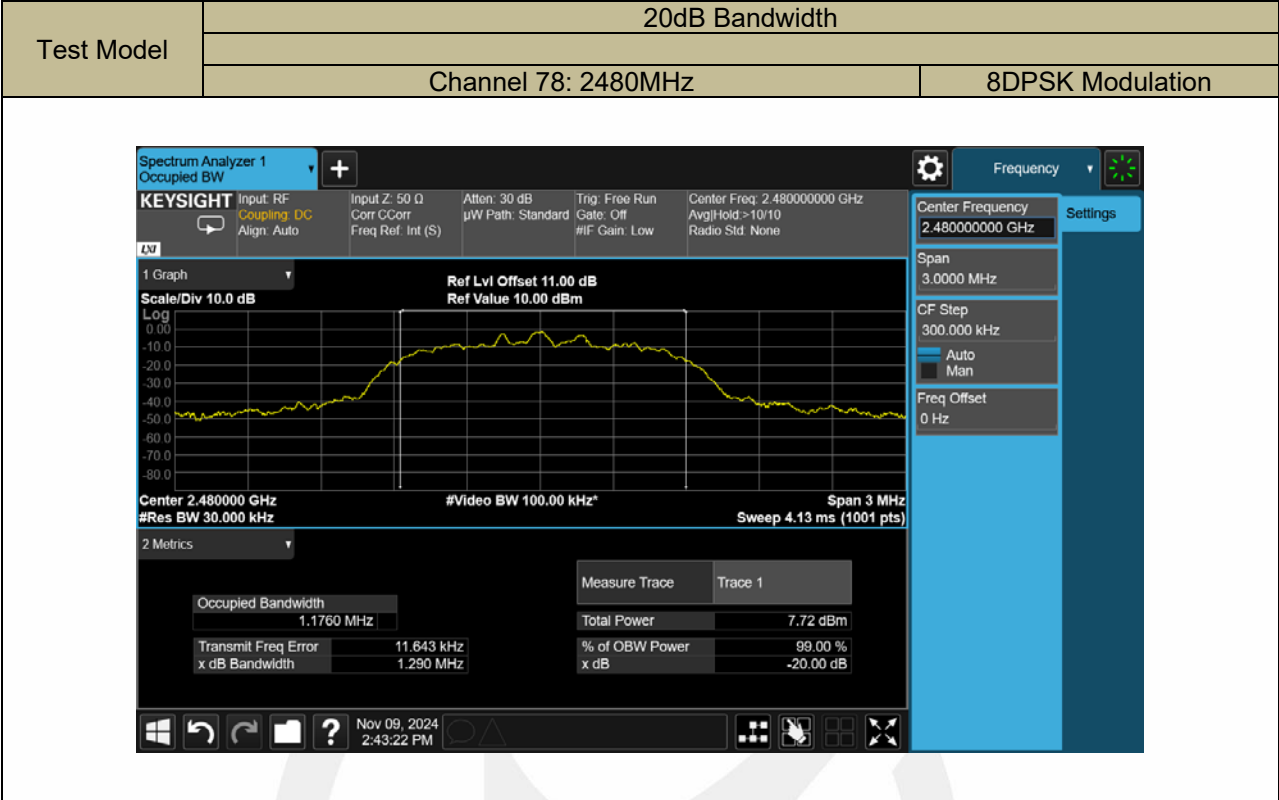 20dB Bandwidth
Test Model
Channel 78: 2480MHz
8DPSK Modulation
Spectrum Analyzer 1
Occupied BW
+
Frequency
KEYSIGHT
LXI
Input: RF
Coupling: DC
Align: Auto
Input Z: 50 Ω
Corr CCorr
Freq Ref: Int (S)
Atten: 30 dB
µW Path: Standard
Trig: Free Run
Gate: Off
#IF Gain: Low
Center Freq: 2.480000000 GHz
Avg|Hold:>10/10
Radio Std: None
Center Frequency
2.480000000 GHz
Settings
Span
3.0000 MHz
CF Step
300.000 kHz
Auto
Man
Freq Offset
0 Hz
1 Graph
Scale/Div 10.0 dB
Ref Lvl Offset 11.00 dB
Ref Value 10.00 dBm
Log
0.00
-10.0
-20.0
-30.0
-40.0
-50.0
-60.0
-70.0
-80.0
Center 2.480000 GHz
#Video BW 100.00 kHz*
Span 3 MHz
#Res BW 30.000 kHz
Sweep 4.13 ms (1001 pts)
2 Metrics
Measure Trace Trace 1
Occupied Bandwidth
1.1760 MHz
Total Power 7.72 dBm
Transmit Freq Error 11.643 kHz
% of OBW Power 99.00 %
x dB Bandwidth 1.290 MHz
x dB -20.00 dB
?
Nov 09, 2024
2:43:22 PM